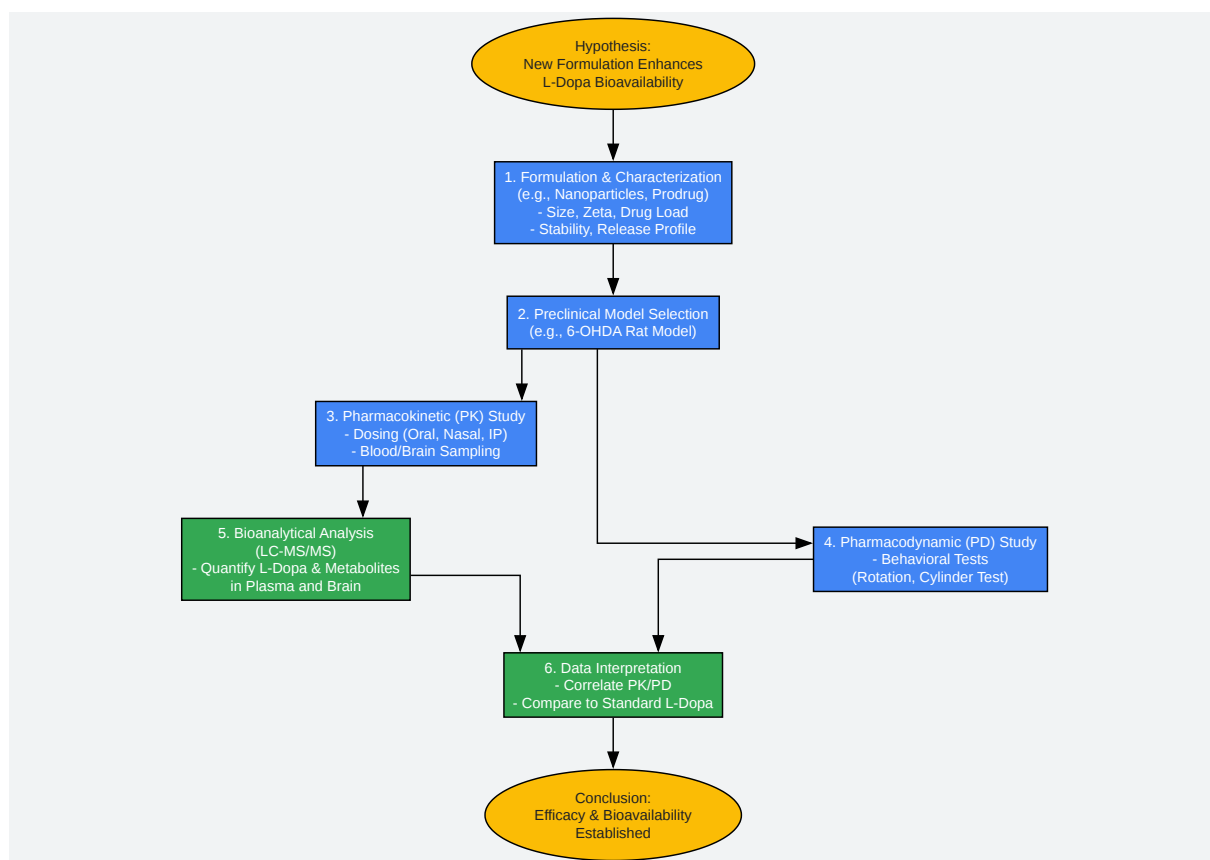 Hypothesis:
New Formulation Enhances
L-Dopa Bioavailability
1. Formulation & Characterization
(e.g., Nanoparticles, Prodrug)
- Size, Zeta, Drug Load
- Stability, Release Profile
2. Preclinical Model Selection
(e.g., 6-OHDA Rat Model)
3. Pharmacokinetic (PK) Study
- Dosing (Oral, Nasal, IP)
- Blood/Brain Sampling
4. Pharmacodynamic (PD) Study
- Behavioral Tests
(Rotation, Cylinder Test)
5. Bioanalytical Analysis
(LC-MS/MS)
- Quantify L-Dopa & Metabolites
in Plasma and Brain
6. Data Interpretation
- Correlate PK/PD
- Compare to Standard L-Dopa
Conclusion:
Efficacy & Bioavailability
Established